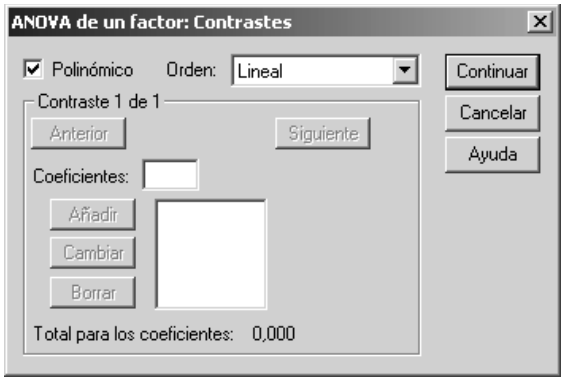 ANOVA de un factor: Contrastes
Polinómico Orden: Lineal
Continuar
Contraste 1 de 1
Cancelar
Anterior Siguiente
Ayuda
Coeficientes:
Añadir
Cambiar
Borrar
Total para los coeficientes: 0,000